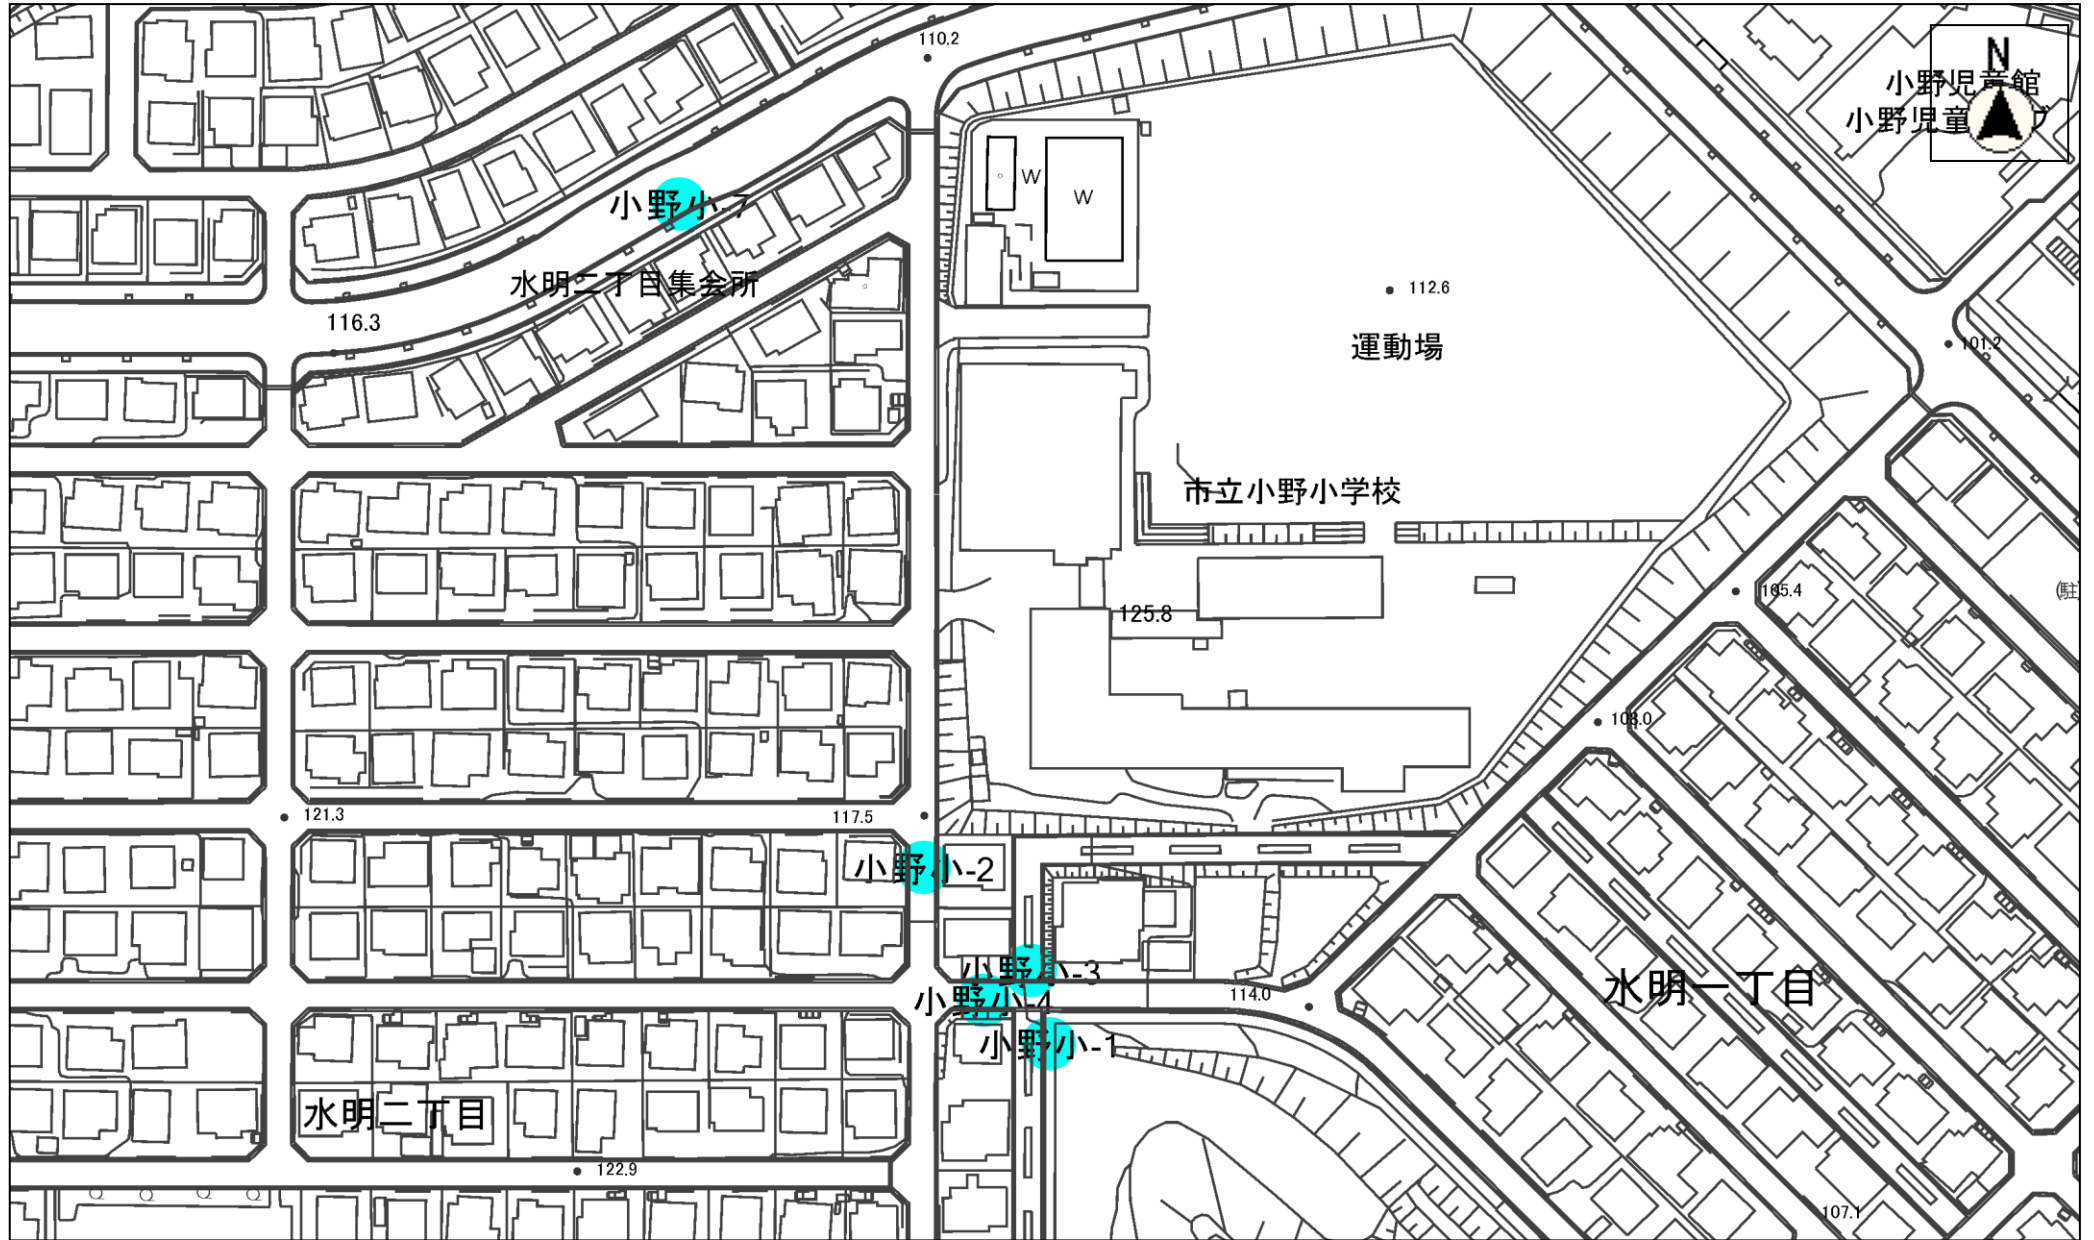 110.2
N
小野児童館
小野児童
W
W
小野小-7
水明二丁目集会所
112.6
116.3
運動場
101.2
市立小野小学校
105.4
(駐
125.8
108.0
121.3
117.5
小野小-2
小野小-3
小野小-4
114.0
水明一丁目
小野小-1
水明二丁目
122.9
107.1